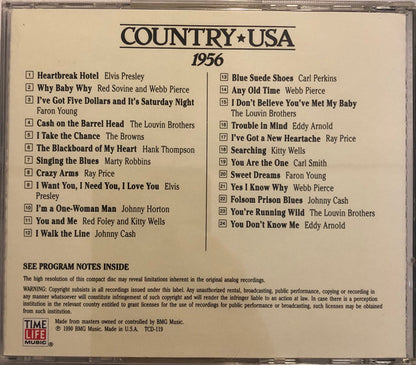 COUNTRY★USA
1956
1 Heartbreak Hotel Elvis Presley
2 Why Baby Why Red Sovine and Webb Pierce
3 I've Got Five Dollars and It's Saturday Night
Faron Young
4 Cash on the Barrel Head The Louvin Brothers
5 I Take the Chance The Browns
6 The Blackboard of My Heart Hank Thompson
7 Singing the Blues Marty Robbins
8 Crazy Arms Ray Price
9 I Want You, I Need You, I Love You Elvis
Presley
10 I'm a One-Woman Man Johnny Horton
11 You and Me Red Foley and Kitty Wells
12 I Walk the Line Johnny Cash
13 Blue Suede Shoes Carl Perkins
14 Any Old Time Webb Pierce
15 I Don't Believe You've Met My Baby
The Louvin Brothers
16 Trouble in Mind Eddy Arnold
17 I've Got a New Heartache Ray Price
18 Searching Kitty Wells
19 You Are the One Carl Smith
20 Sweet Dreams Faron Young
21 Yes I Know Why Webb Pierce
22 Folsom Prison Blues Johnny Cash
23 You're Running Wild The Louvin Brothers
24 You Don't Know Me Eddy Arnold
SEE PROGRAM NOTES INSIDE
The high resolution of this compact disc may reveal limitations inherent in the original analog recordings.
WARNING: Copyright subsists in all recordings issued under this label. Any unauthorized rental, broadcasting, public performance, copying or recording in
any manner whatsoever will constitute infringement of such copyright and will render the infringer liable to an action at law. In case there is a perception
institution in the relevant country entitled to grant licenses for the use of recordings for public performance or broadcasting, such licenses may be obtained
from such institution.
TIME
LIFE
MUSIC®
Made from masters owned or controlled by BMG Music.
℗ 1990 BMG Music. Made in U.S.A. TCD-119